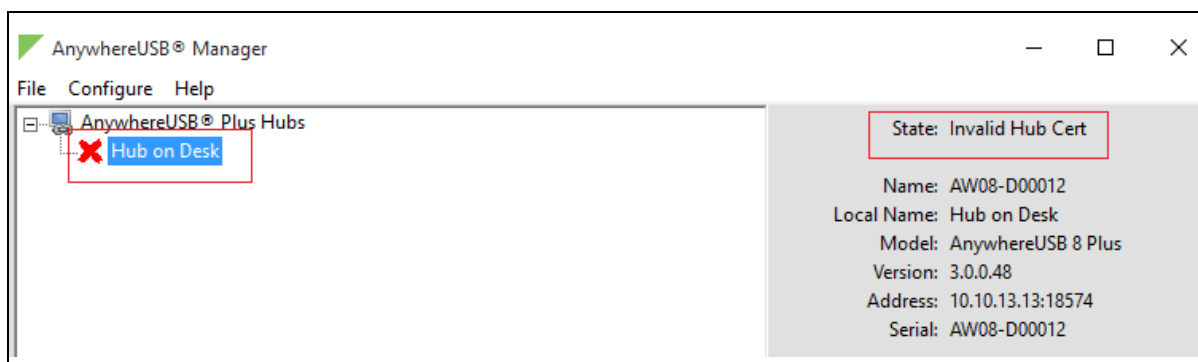 AnywhereUSB® Manager
File Configure Help
AnywhereUSB® Plus Hubs
Hub on Desk
State: Invalid Hub Cert
Name: AW08-D00012
Local Name: Hub on Desk
Model: AnywhereUSB 8 Plus
Version: 3.0.0.48
Address: 10.10.13.13:18574
Serial: AW08-D00012